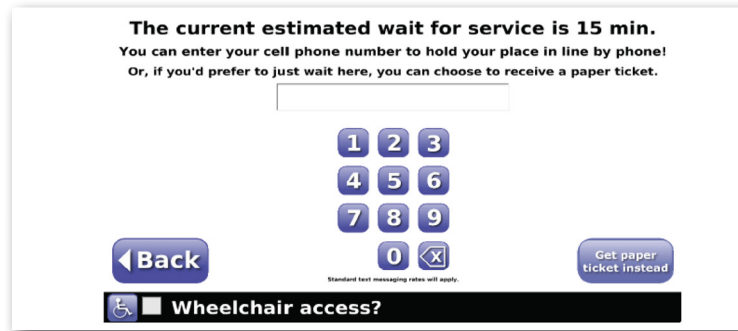 The current estimated wait for service is 15 min.
You can enter your cell phone number to hold your place in line by phone!
Or, if you'd prefer to just wait here, you can choose to receive a paper ticket.
1 2 3
4 5 6
7 8 9
Back
0 X
Get paper
ticket instead
Standard text messaging rates will apply.
Wheelchair access?